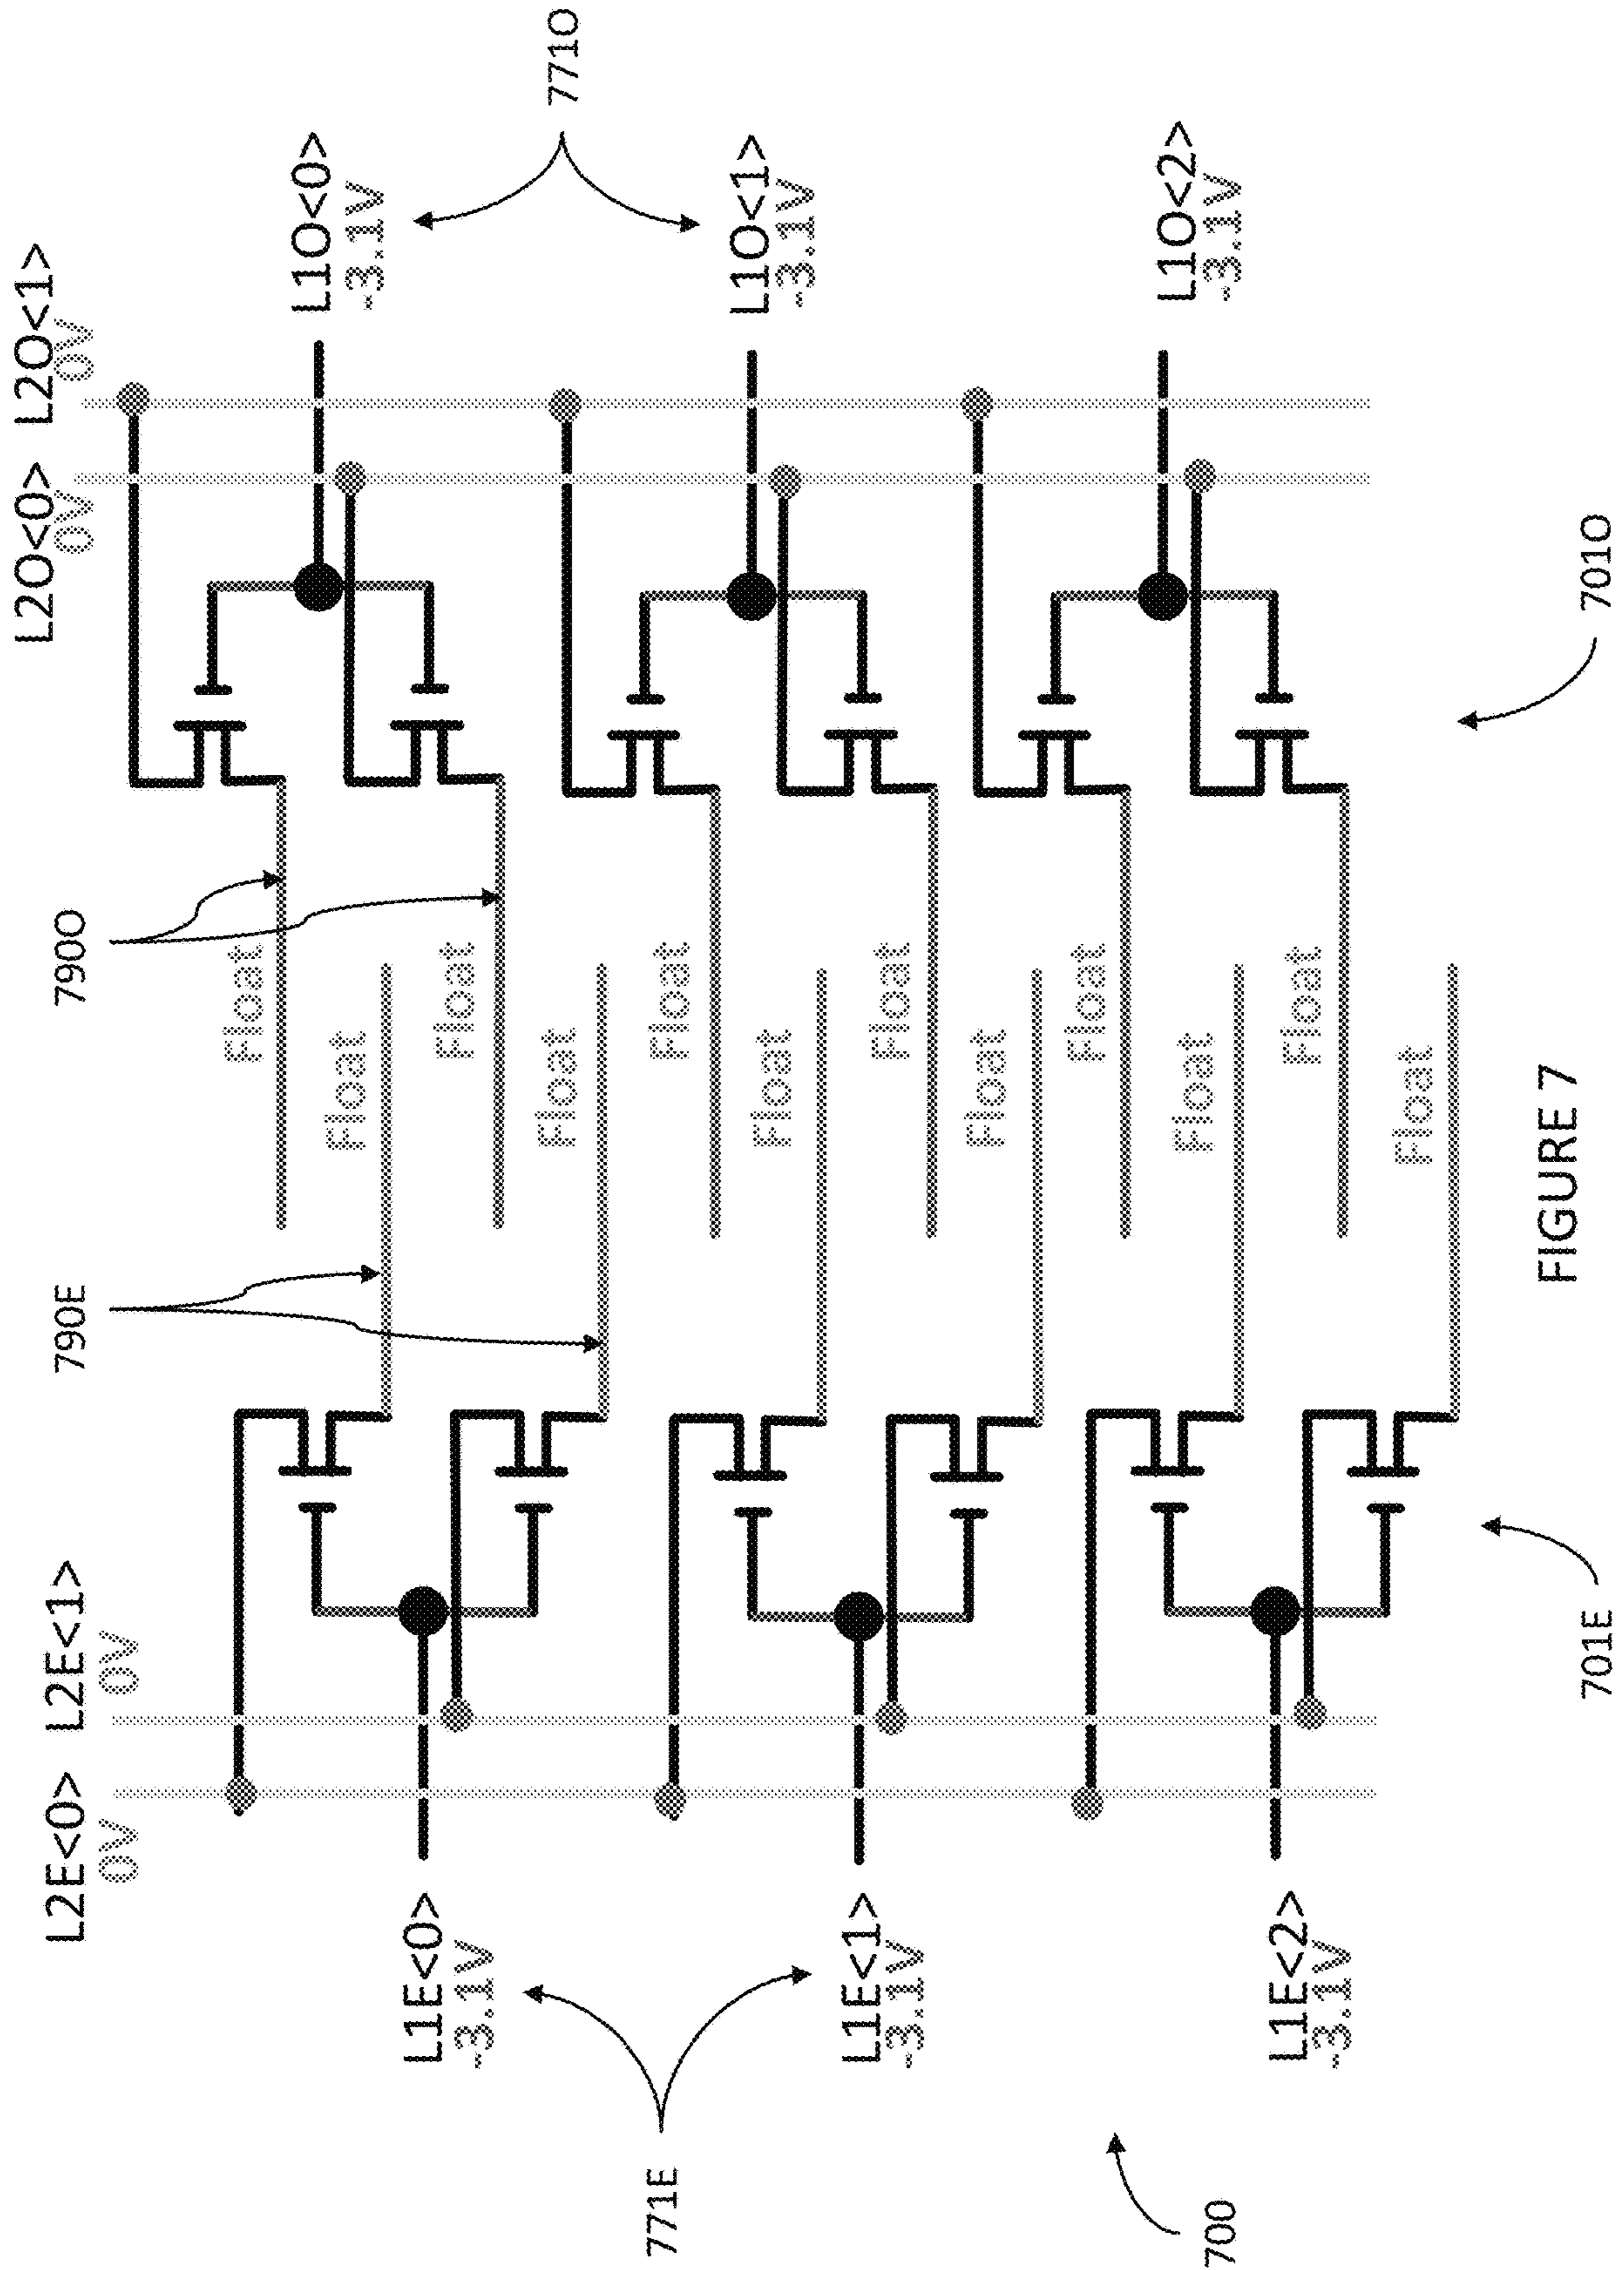 L2O<0> L2O<1>
0V 0V
L2E<0> L2E<1>
0V 0V
790E
790O
Float
L1O<0>
-3.1V
Float
L1E<0>
-3.1V
Float
Float
771O
771E
Float
L1O<1>
-3.1V
Float
L1E<1>
-3.1V
Float
Float
Float
L1O<2>
-3.1V
Float
700
L1E<2>
-3.1V
Float
Float
FIGURE 7
701E
701O